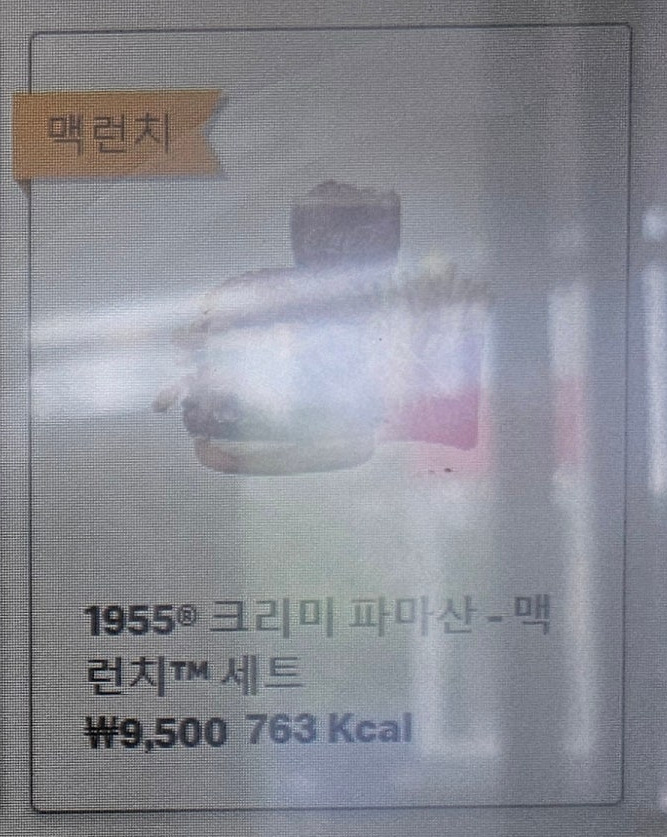 맥런치
1955® 크리미 파마산 - 맥
런치™ 세트
₩9,500 763 Kcal